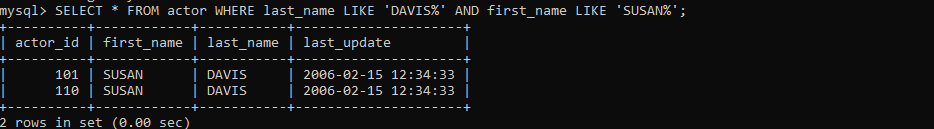 mysql> SELECT * FROM actor WHERE last_name LIKE 'DAVIS%' AND first_name LIKE 'SUSAN%';
+----------+------------+-----------+---------------------+
| actor_id | first_name | last_name | last_update         |
+----------+------------+-----------+---------------------+
|      101 | SUSAN      | DAVIS     | 2006-02-15 12:34:33 |
|      110 | SUSAN      | DAVIS     | 2006-02-15 12:34:33 |
+----------+------------+-----------+---------------------+
2 rows in set (0.00 sec)